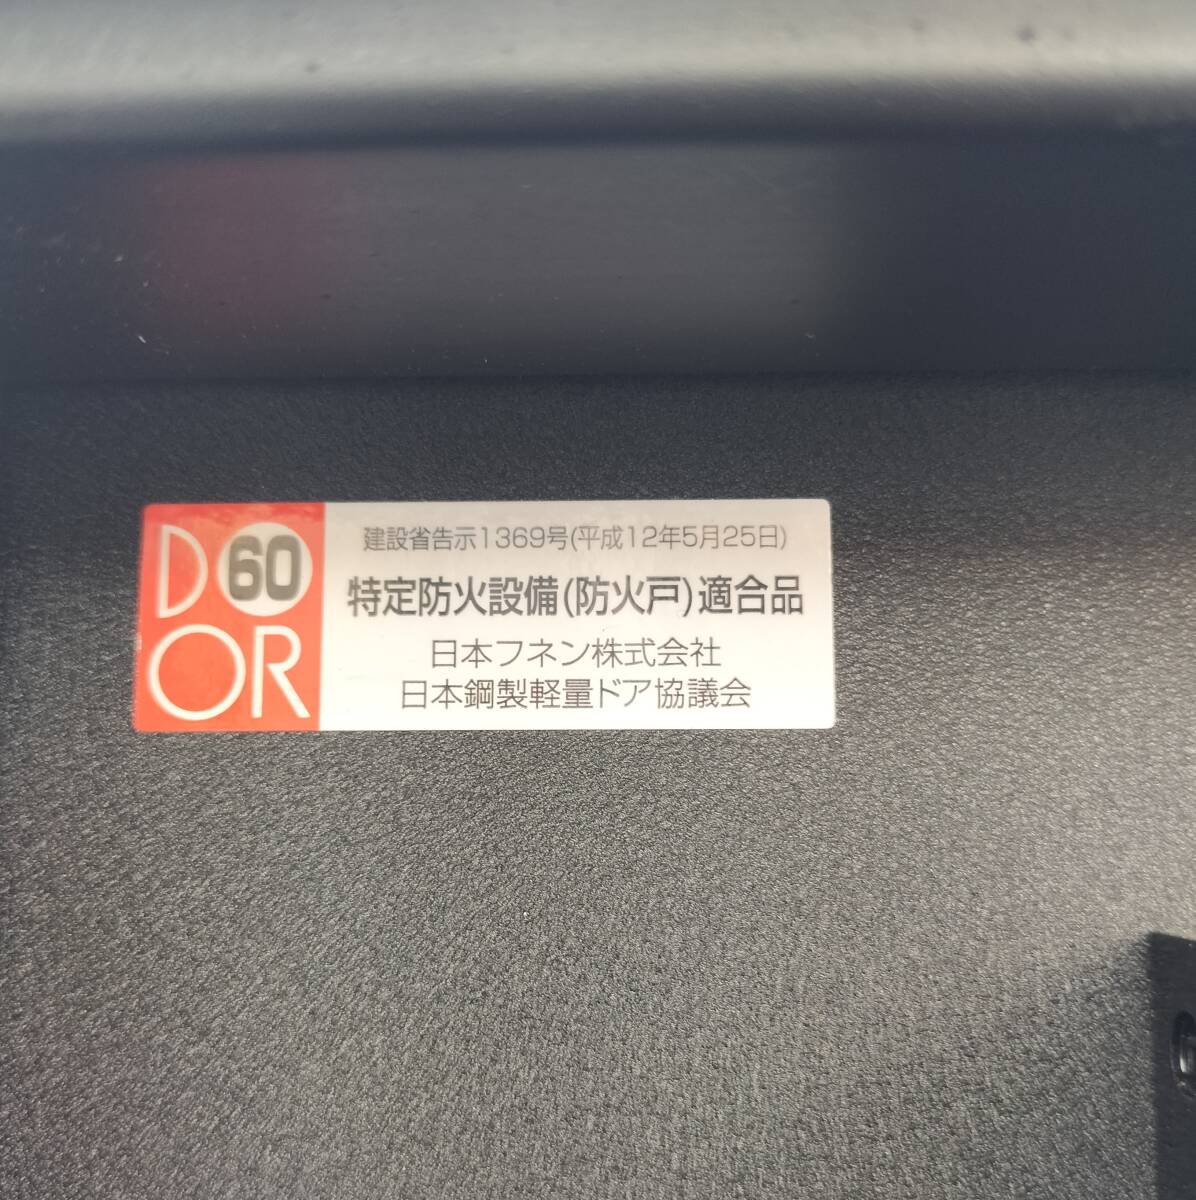 DO60
OR
建設省告示1369号(平成12年5月25日)
特定防火設備(防火戸)適合品
日本フネン株式会社
日本鋼製軽量ドア協議会